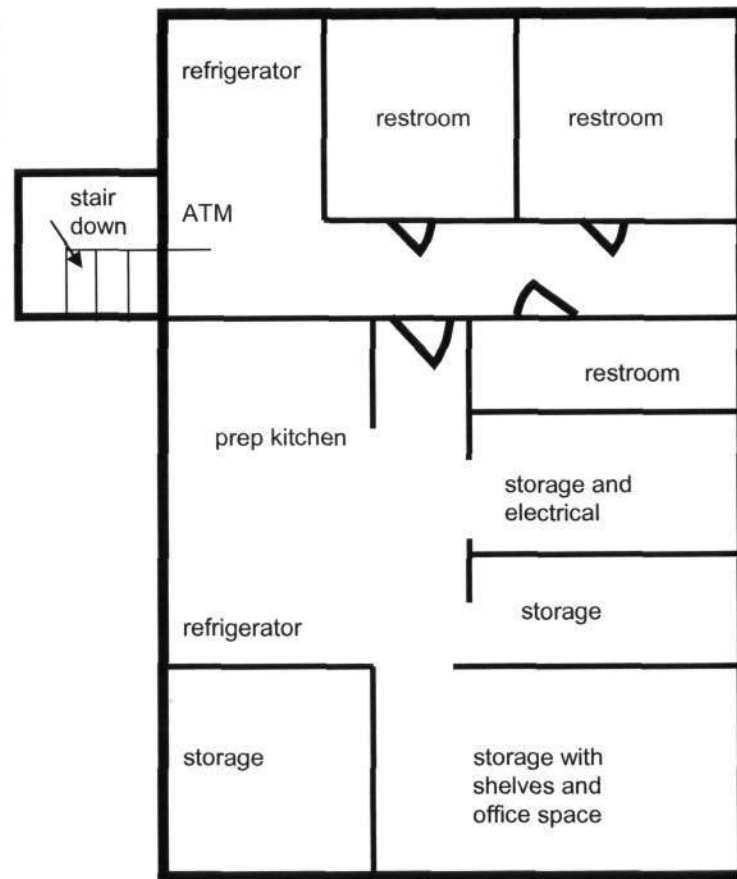 refrigerator
restroom
restroom
stair
down
ATM
restroom
prep kitchen
storage and
electrical
storage
refrigerator
storage
storage with
shelves and
office space